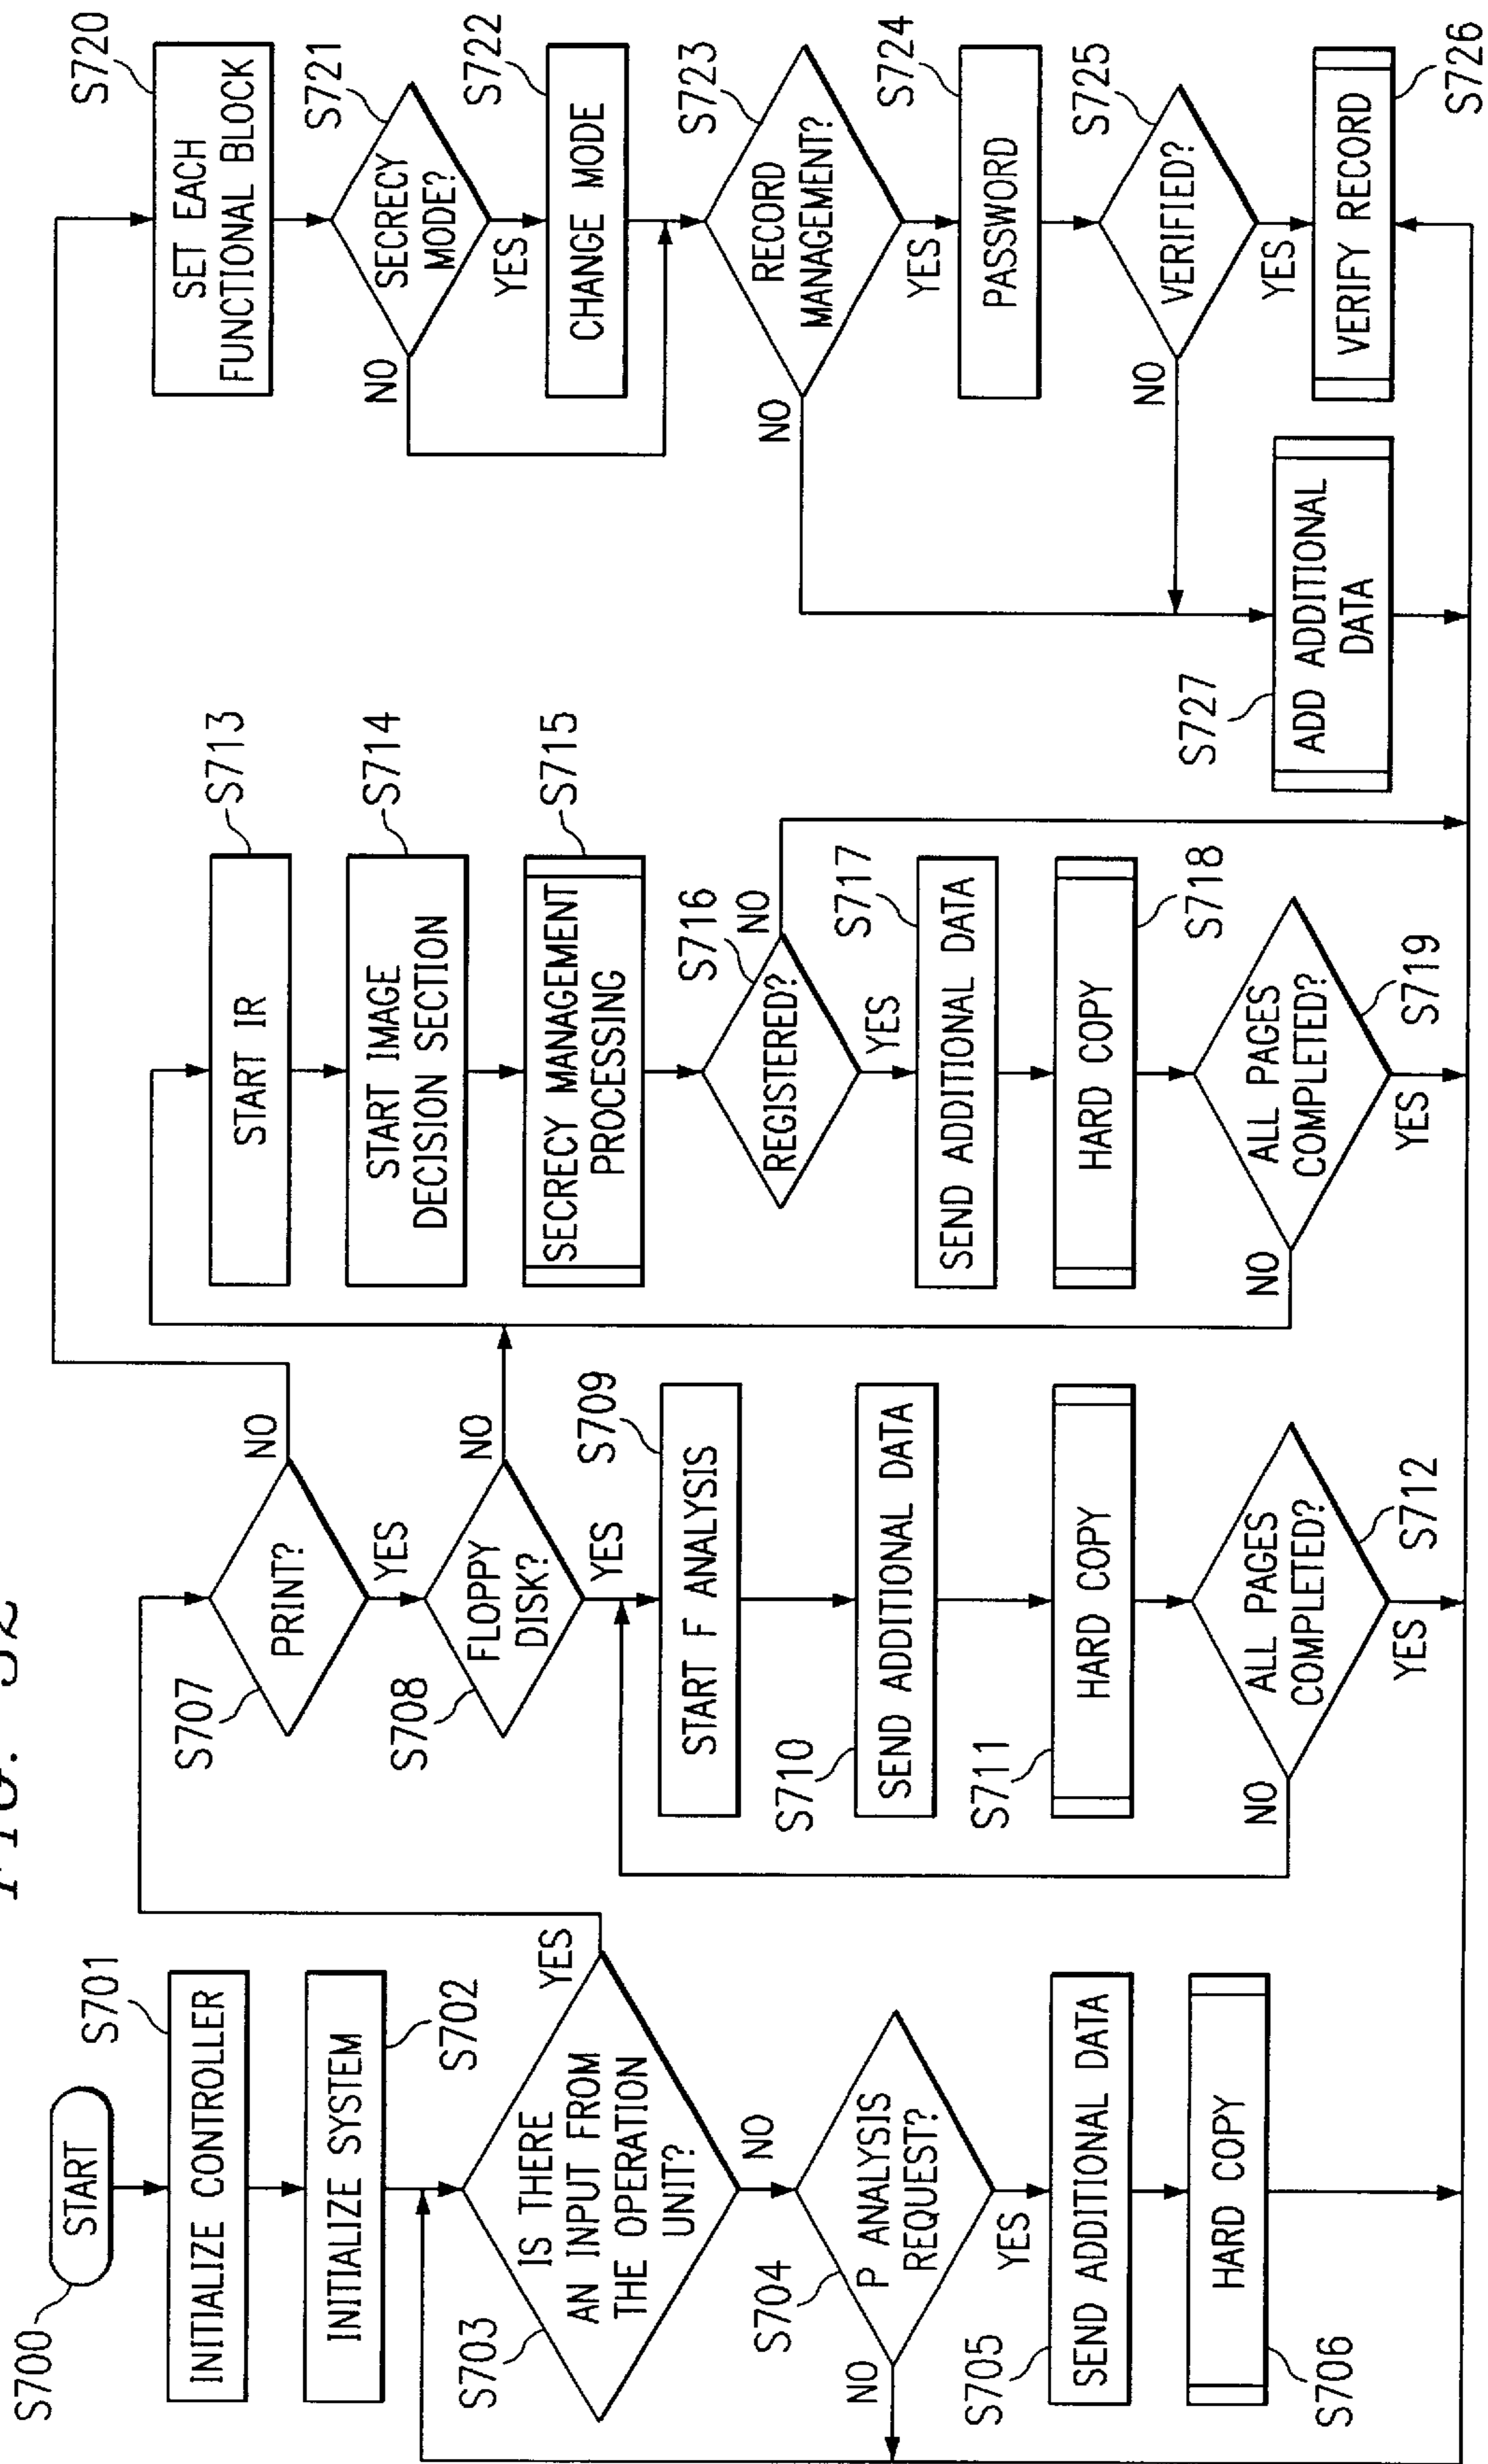 FIG. 32
S700
START
S701
INITIALIZE CONTROLLER
INITIALIZE SYSTEM
S702
S703
IS THERE
AN INPUT FROM
THE OPERATION
UNIT?
YES
NO
S704
P ANALYSIS
REQUEST?
NO
YES
S705
SEND ADDITIONAL DATA
HARD COPY
S706
S707
PRINT?
NO
YES
S708
FLOPPY
DISK?
NO
YES
S709
START F ANALYSIS
S710
SEND ADDITIONAL DATA
S711
HARD COPY
ALL PAGES
COMPLETED?
S712
NO
YES
S713
START IR
S714
START IMAGE
DECISION SECTION
S715
SECRECY MANAGEMENT
PROCESSING
S716
REGISTERED?
NO
YES
S717
SEND ADDITIONAL DATA
HARD COPY
S718
ALL PAGES
COMPLETED?
S719
NO
YES
S720
SET EACH
FUNCTIONAL BLOCK
S721
SECRECY
MODE?
NO
YES
S722
CHANGE MODE
S723
RECORD
MANAGEMENT?
NO
YES
S724
PASSWORD
S725
VERIFIED?
NO
YES
VERIFY RECORD
S726
S727
ADD ADDITIONAL
DATA